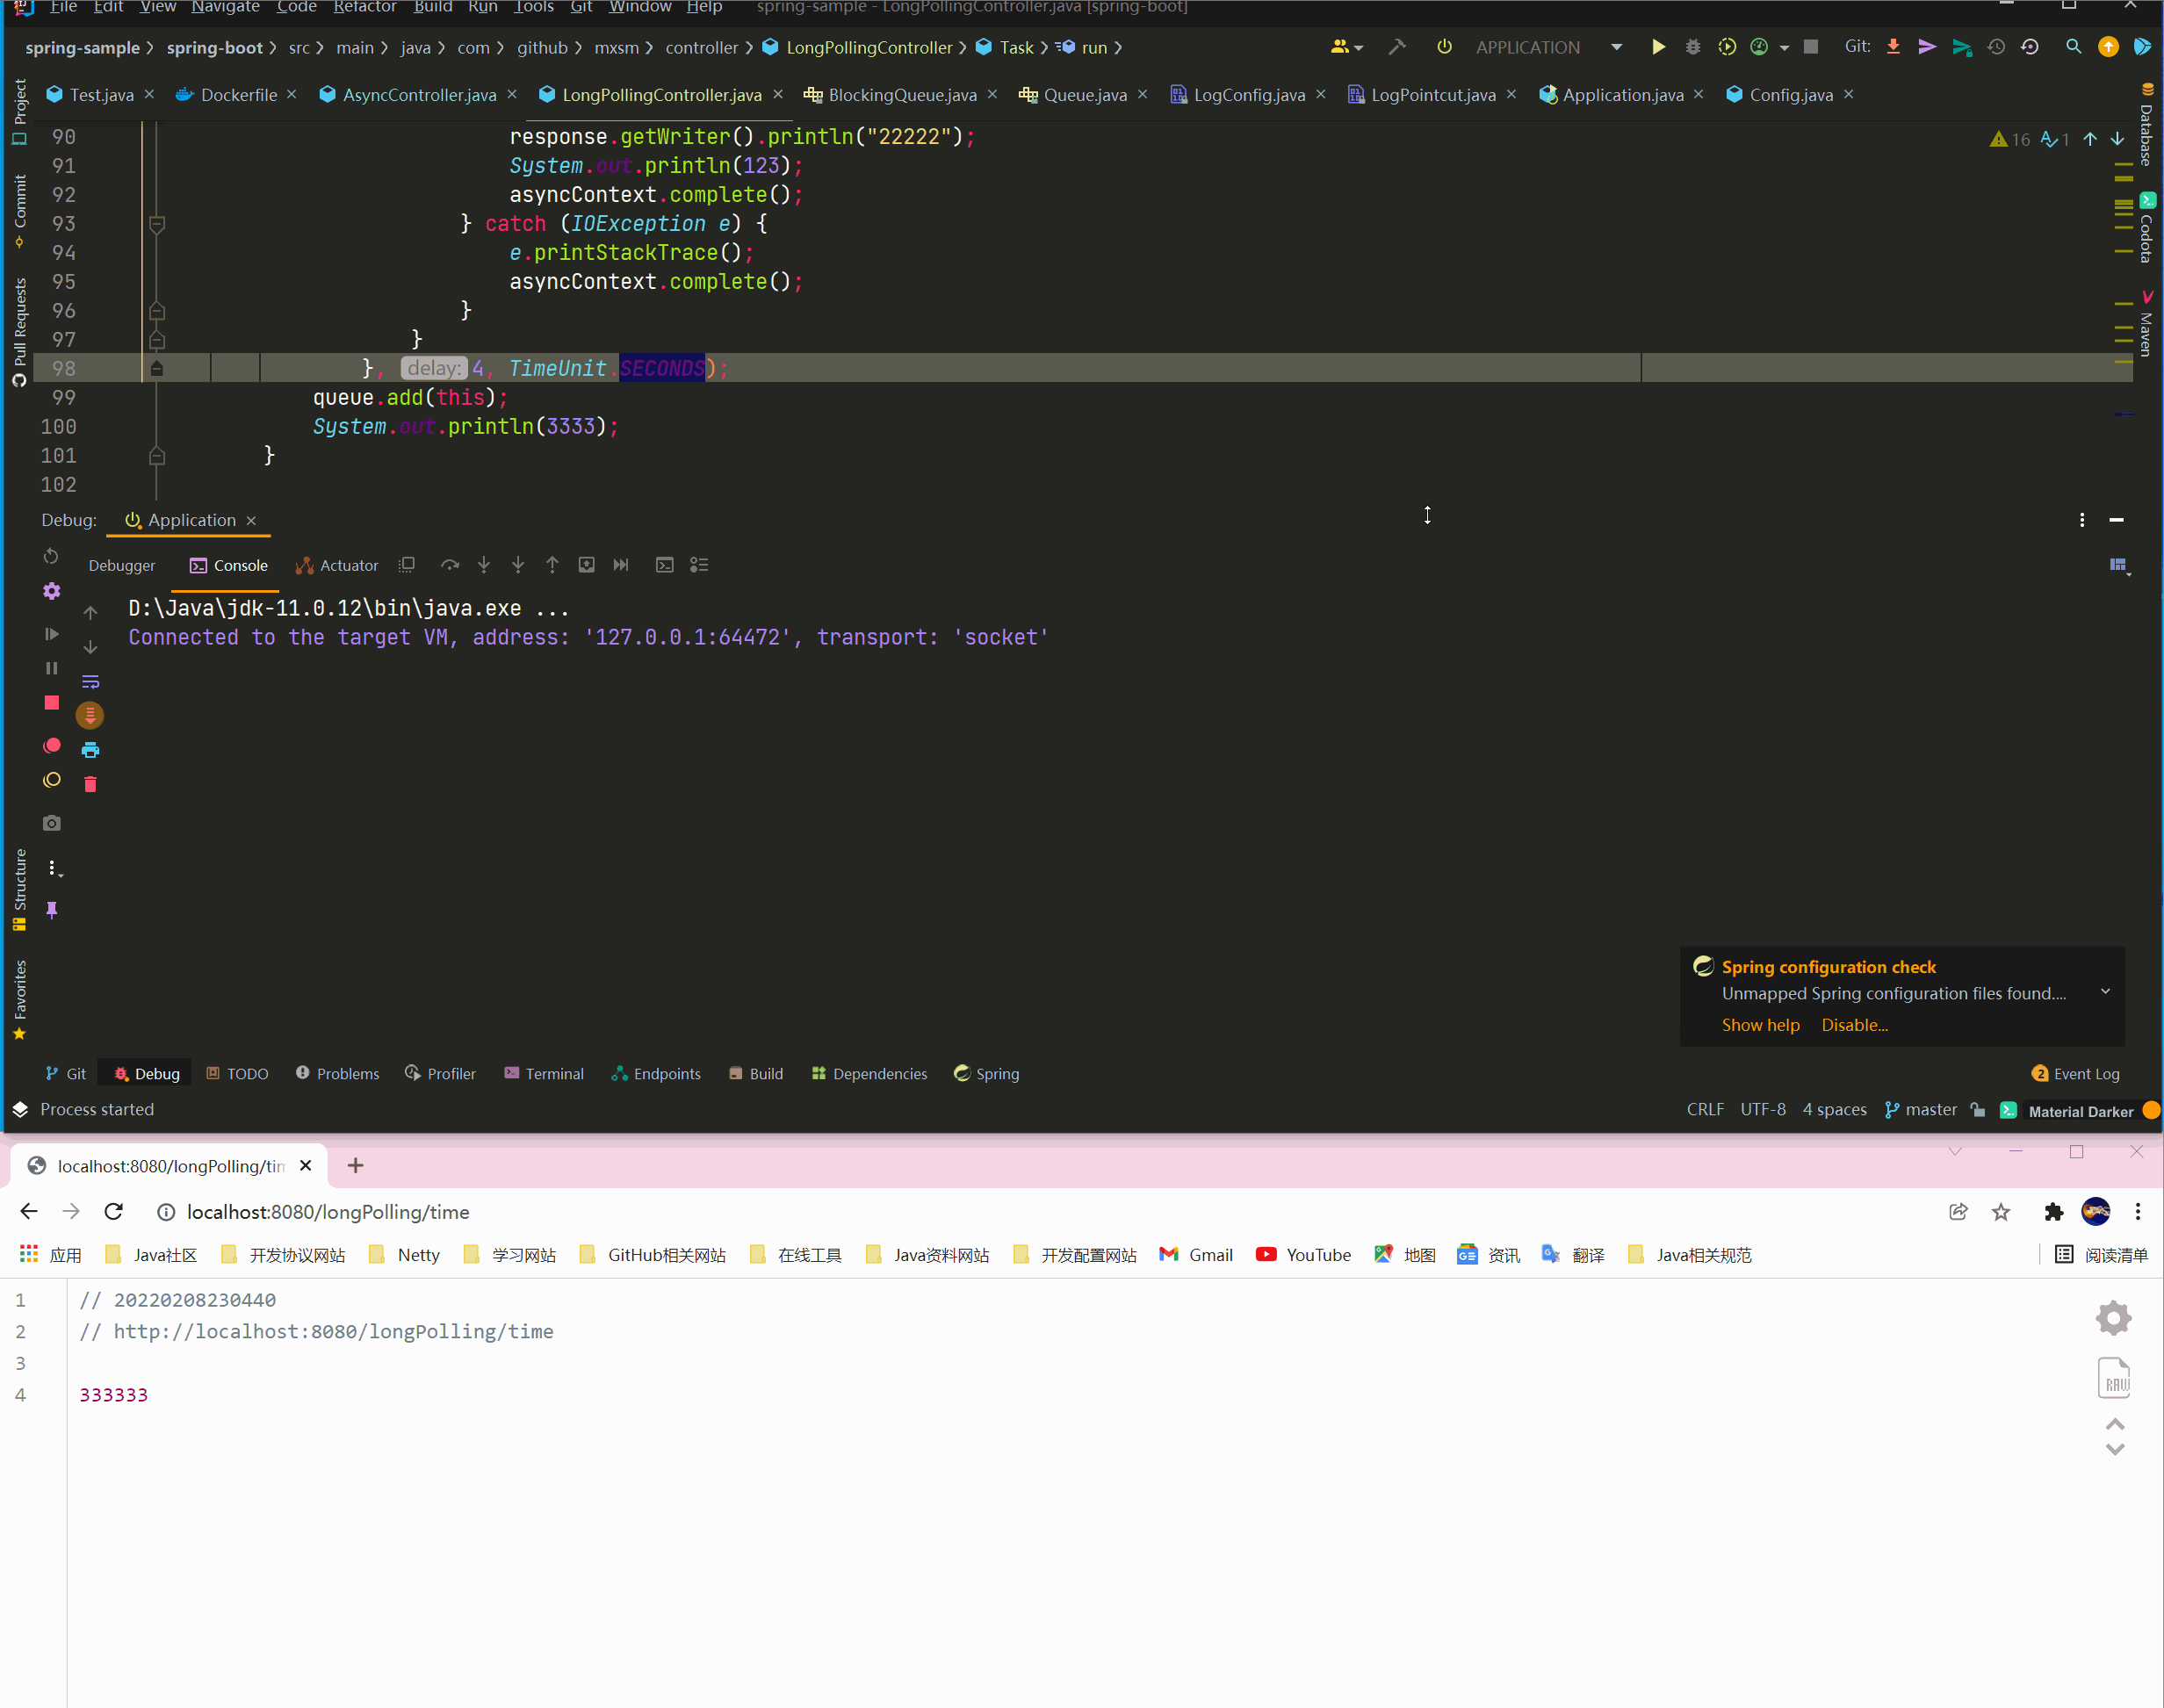 File Edit View Navigate Code Refactor Build Run Tools Git Window Help spring-sample - LongPollingController.java [spring-boot]
spring-sample spring-boot src main java com github mxsm controller LongPollingController Task run APPLICATION Git:
Test.java Dockerfile AsyncController.java LongPollingController.java BlockingQueue.java Queue.java LogConfig.java LogPointcut.java Application.java Config.java
Project
Commit
Pull Requests
Structure
Favorites
Database
Codota
Maven
16 1
90 response.getWriter().println("22222");
91 System.out.println(123);
92 asyncContext.complete();
93 } catch (IOException e) {
94 e.printStackTrace();
95 asyncContext.complete();
96 }
97 }
98 }, delay: 4, TimeUnit.SECONDS);
99 queue.add(this);
100 System.out.println(3333);
101 }
102
Debug: Application
Debugger Console Actuator
D:\Java\jdk-11.0.12\bin\java.exe ...
Connected to the target VM, address: '127.0.0.1:64472', transport: 'socket'
Spring configuration check
Unmapped Spring configuration files found....
Show help Disable...
Git Debug TODO Problems Profiler Terminal Endpoints Build Dependencies Spring 2 Event Log
Process started CRLF UTF-8 4 spaces master Material Darker
localhost:8080/longPolling/tim
localhost:8080/longPolling/time
应用 Java社区 开发协议网站 Netty 学习网站 GitHub相关网站 在线工具 Java资料网站 开发配置网站 Gmail YouTube 地图 资讯 翻译 Java相关规范 阅读清单
1 // 20220208230440
2 // http://localhost:8080/longPolling/time
3
4 333333
RAW